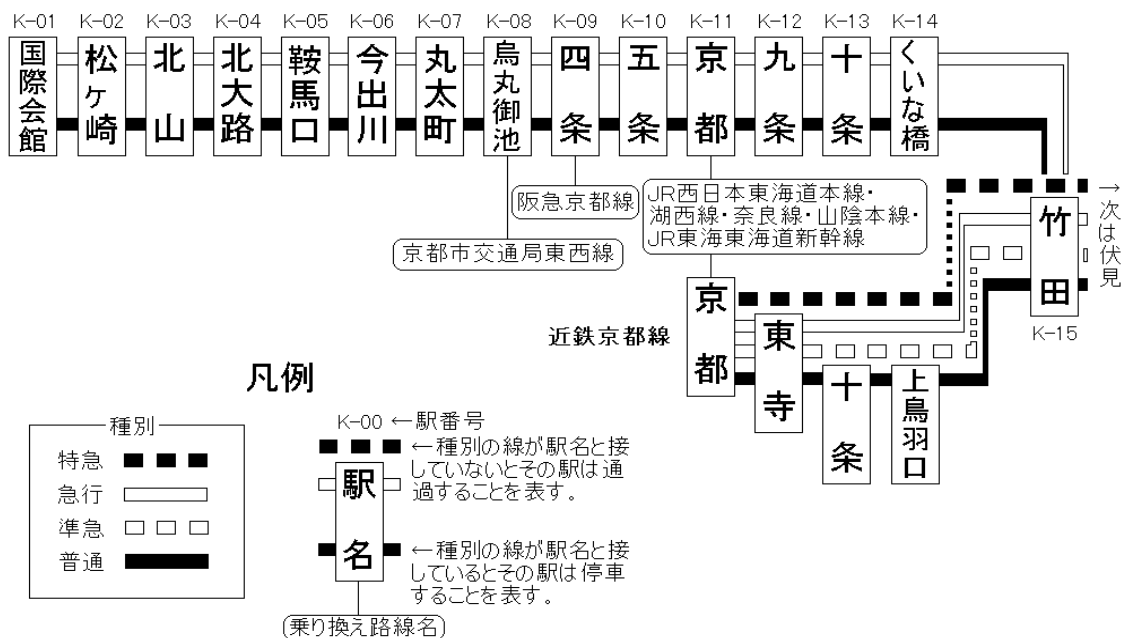 K-01 K-02 K-03 K-04 K-05 K-06 K-07 K-08 K-09 K-10 K-11 K-12 K-13 K-14
国際会館
松ヶ崎
北山
北大路
鞍馬口
今出川
丸太町
烏丸御池
四条
五条
京都
九条
十条
くいな橋
阪急京都線
京都市交通局東西線
JR西日本東海道本線・
湖西線・奈良線・山陰本線・
JR東海東海道新幹線
→次は伏見
竹田
K-15
近鉄京都線
京都
東寺
十条
上鳥羽口
凡例
種別
特急
急行
準急
普通
K-00 ←駅番号
駅名
←種別の線が駅名と接
していないとその駅は通
過することを表す。
←種別の線が駅名と接
しているとその駅は停車
することを表す。
乗り換え路線名